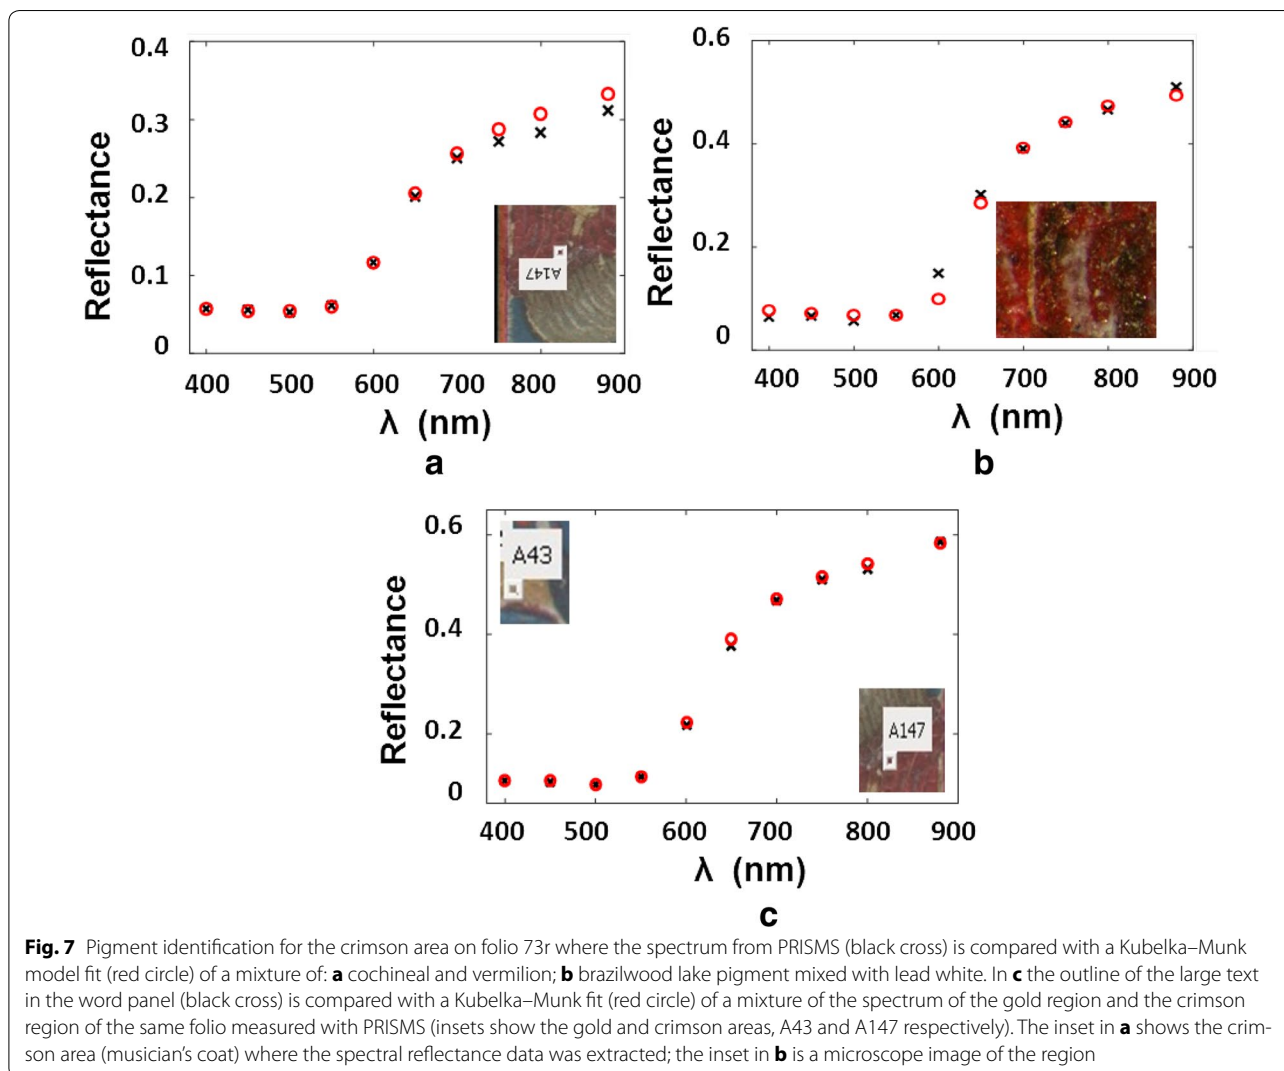 0.4
0.3
0.2
0.1
0
Reflectance
400 500 600 700 800 900
λ (nm)
a
A147
0.6
0.4
0.2
0
Reflectance
400 500 600 700 800 900
λ (nm)
b
0.6
0.4
0.2
0
Reflectance
A43
A147
400 500 600 700 800 900
λ (nm)
c
Fig. 7 Pigment identification for the crimson area on folio 73r where the spectrum from PRISMS (black cross) is compared with a Kubelka–Munk
model fit (red circle) of a mixture of: a cochineal and vermilion; b brazilwood lake pigment mixed with lead white. In c the outline of the large text
in the word panel (black cross) is compared with a Kubelka–Munk fit (red circle) of a mixture of the spectrum of the gold region and the crimson
region of the same folio measured with PRISMS (insets show the gold and crimson areas, A43 and A147 respectively). The inset in a shows the crim-
son area (musician's coat) where the spectral reflectance data was extracted; the inset in b is a microscope image of the region